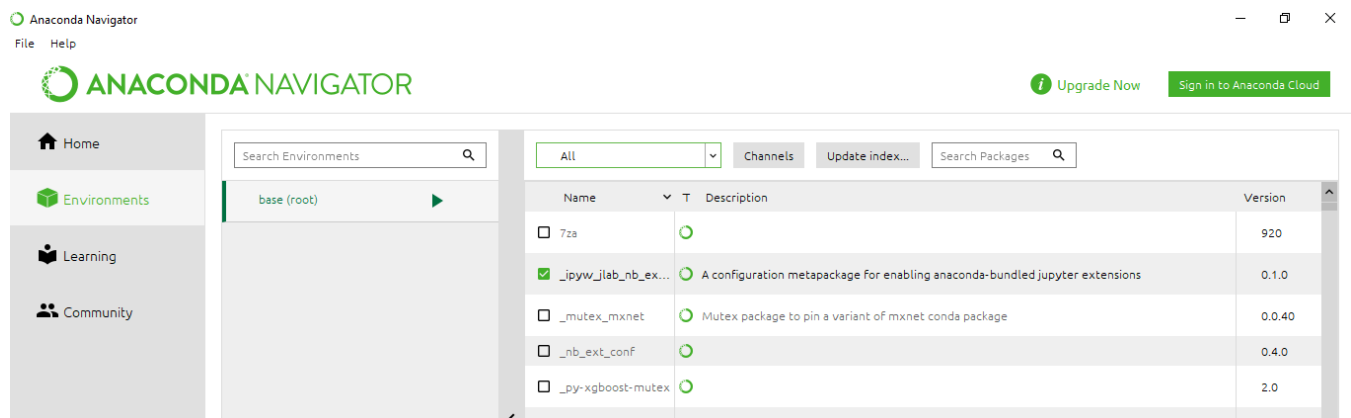 Anaconda Navigator
File Help
ANACONDA NAVIGATOR
i Upgrade Now Sign in to Anaconda Cloud
Home
Environments
Learning
Community
Search Environments
base (root)
All Channels Update index... Search Packages
Name T Description Version
7za 920
_ipyw_jlab_nb_ex... A configuration metapackage for enabling anaconda-bundled jupyter extensions 0.1.0
_mutex_mxnet Mutex package to pin a variant of mxnet conda package 0.0.40
_nb_ext_conf 0.4.0
_py-xgboost-mutex 2.0